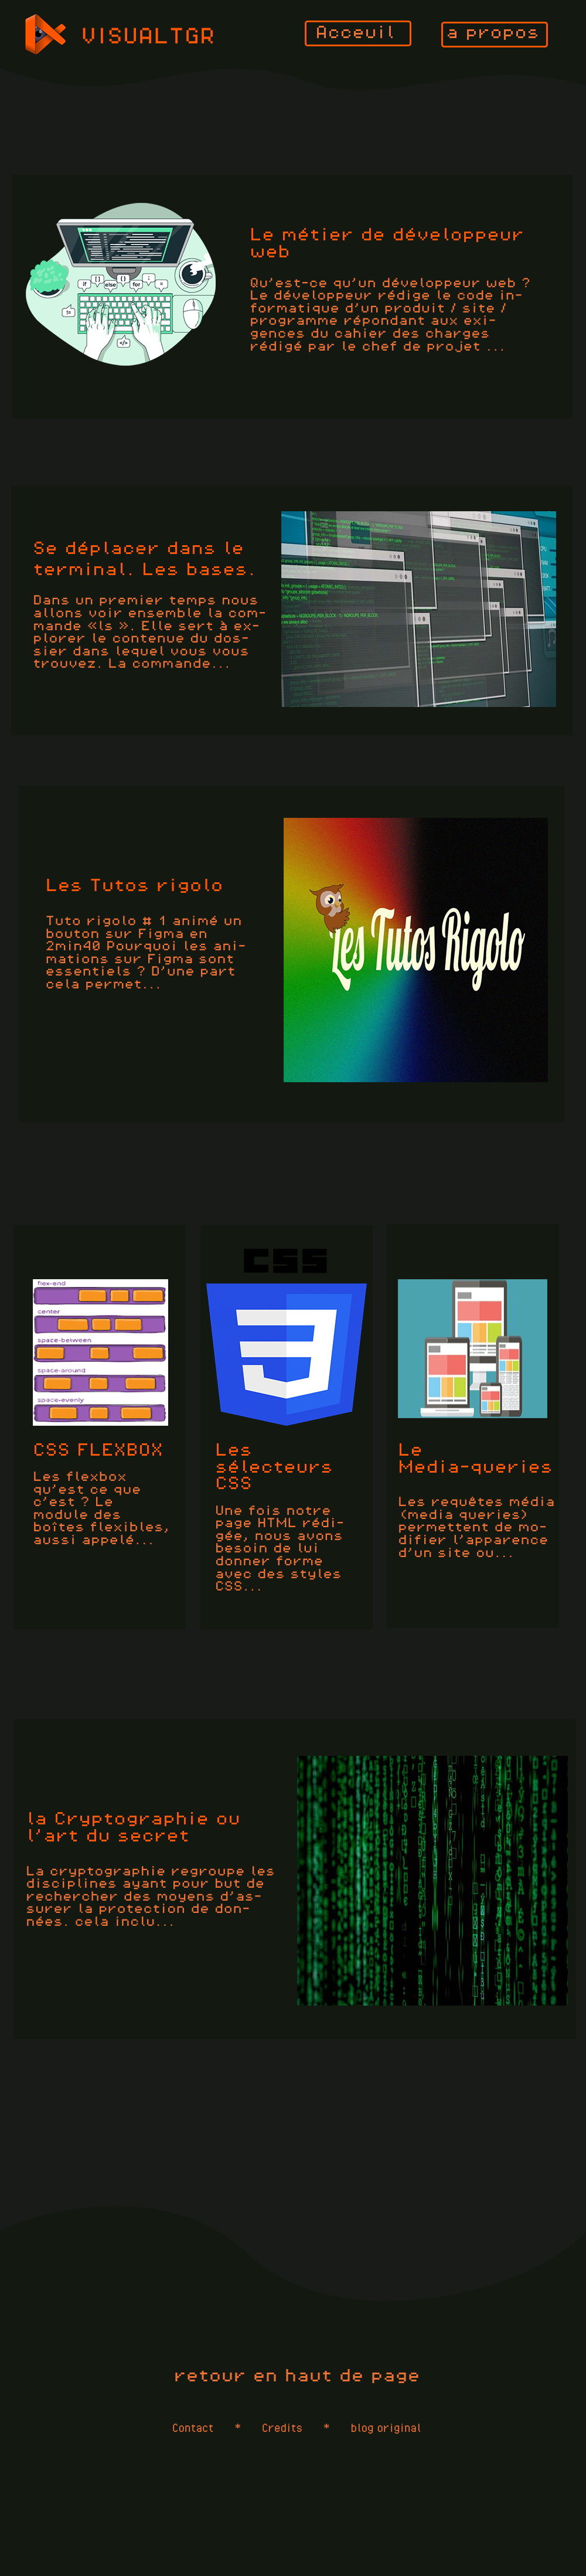 VISUALTGR
Acceuil
a propos
if
{}
else
{}
for
;
=
</>
Le métier de développeur
web
Qu'est-ce qu'un développeur web ?
Le développeur rédige le code in-
formatique d'un produit / site /
programme répondant aux exi-
gences du cahier des charges
rédigé par le chef de projet ...
Se déplacer dans le
terminal. Les bases.
Dans un premier temps nous
allons voir ensemble la com-
mande «ls ». Elle sert à ex-
plorer le contenue du dos-
sier dans lequel vous vous
trouvez. La commande...
Les Tutos rigolo
Tuto rigolo # 1 animé un
bouton sur Figma en
2min40 Pourquoi les ani-
mations sur Figma sont
essentiels ? D'une part
cela permet...
Les Tutos Rigolo
flex-end
center
space-between
space-around
space-evenly
CSS FLEXBOX
Les flexbox
qu'est ce que
c'est ? Le
module des
boîtes flexibles,
aussi appelé...
CSS
3
Les
sélecteurs
CSS
Une fois notre
page HTML rédi-
gée, nous avons
besoin de lui
donner forme
avec des styles
CSS...
Le
Media-queries
Les requêtes média
(media queries)
permettent de mo-
difier l'apparence
d'un site ou...
la Cryptographie ou
l'art du secret
La cryptographie regroupe les
disciplines ayant pour but de
rechercher des moyens d'as-
surer la protection de don-
nées. cela inclu...
retour en haut de page
Contact * Credits * blog original